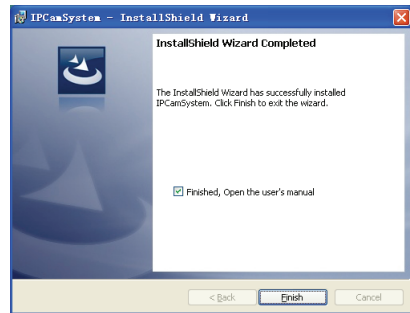 IPCamSystem - InstallShield Wizard
InstallShield Wizard Completed
The InstallShield Wizard has successfully installed
IPCamSystem. Click Finish to exit the wizard.
Finished, Open the user's manual
< Back
Finish
Cancel